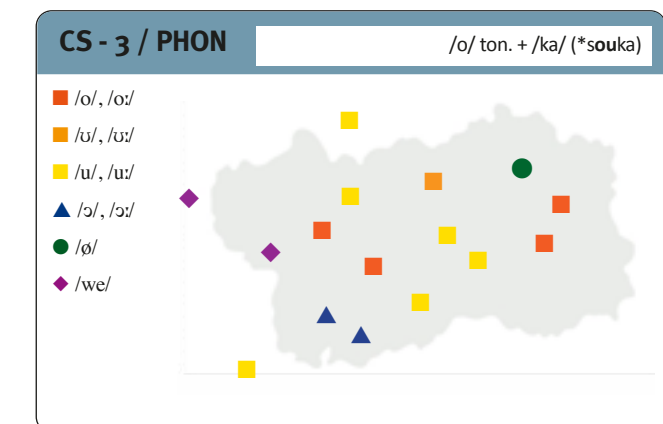 CS - 3 / PHON
/o/ ton. + /ka/ (*souka)
/o/, /oː/
/ʊ/, /ʊː/
/u/, /uː/
/ɔ/, /ɔː/
/ø/
/we/